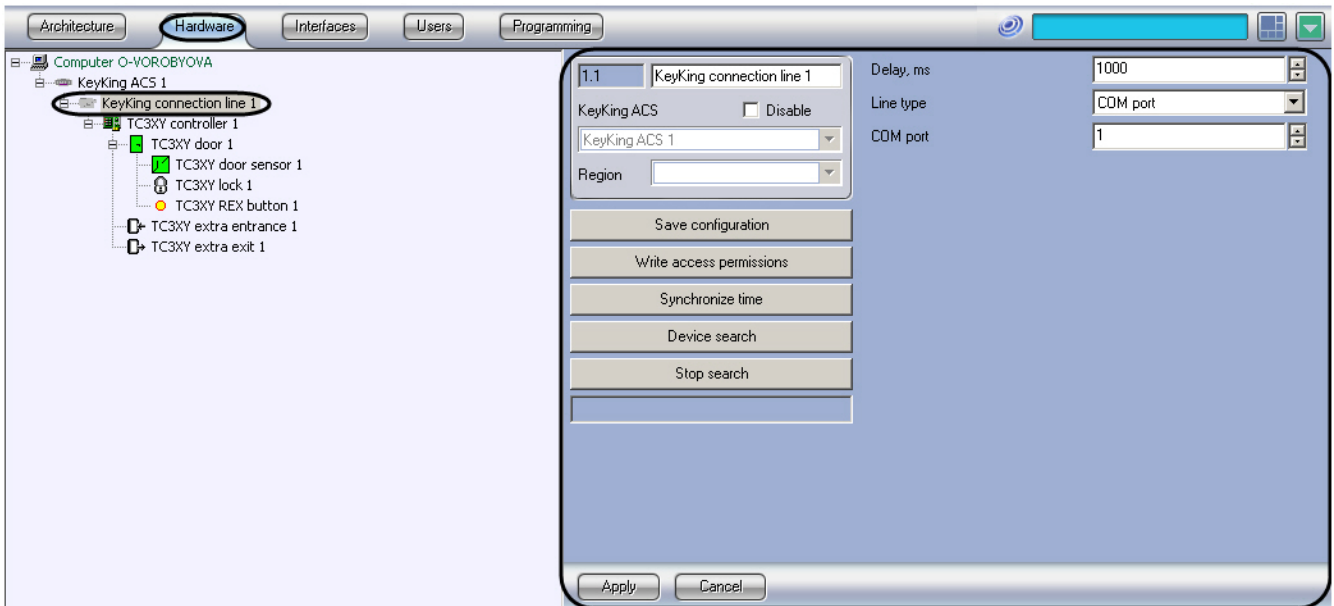 Architecture Hardware Interfaces Users Programming
Computer O-VOROBYOVA
KeyKing ACS 1
KeyKing connection line 1
TC3XY controller 1
TC3XY door 1
TC3XY door sensor 1
TC3XY lock 1
TC3XY REX button 1
TC3XY extra entrance 1
TC3XY extra exit 1
1.1 KeyKing connection line 1
KeyKing ACS Disable
KeyKing ACS 1
Region
Save configuration
Write access permissions
Synchronize time
Device search
Stop search
Delay, ms 1000
Line type COM port
COM port 1
Apply Cancel